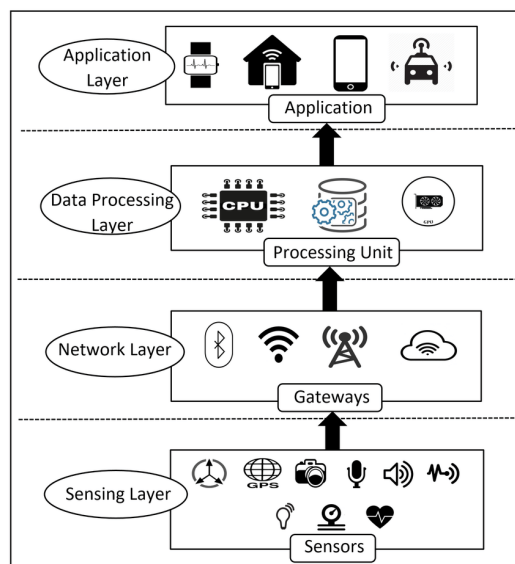 Application
Layer
Application
Data Processing
Layer
CPU
GPU
Processing Unit
Network Layer
Gateways
Sensing Layer
GPS
Sensors